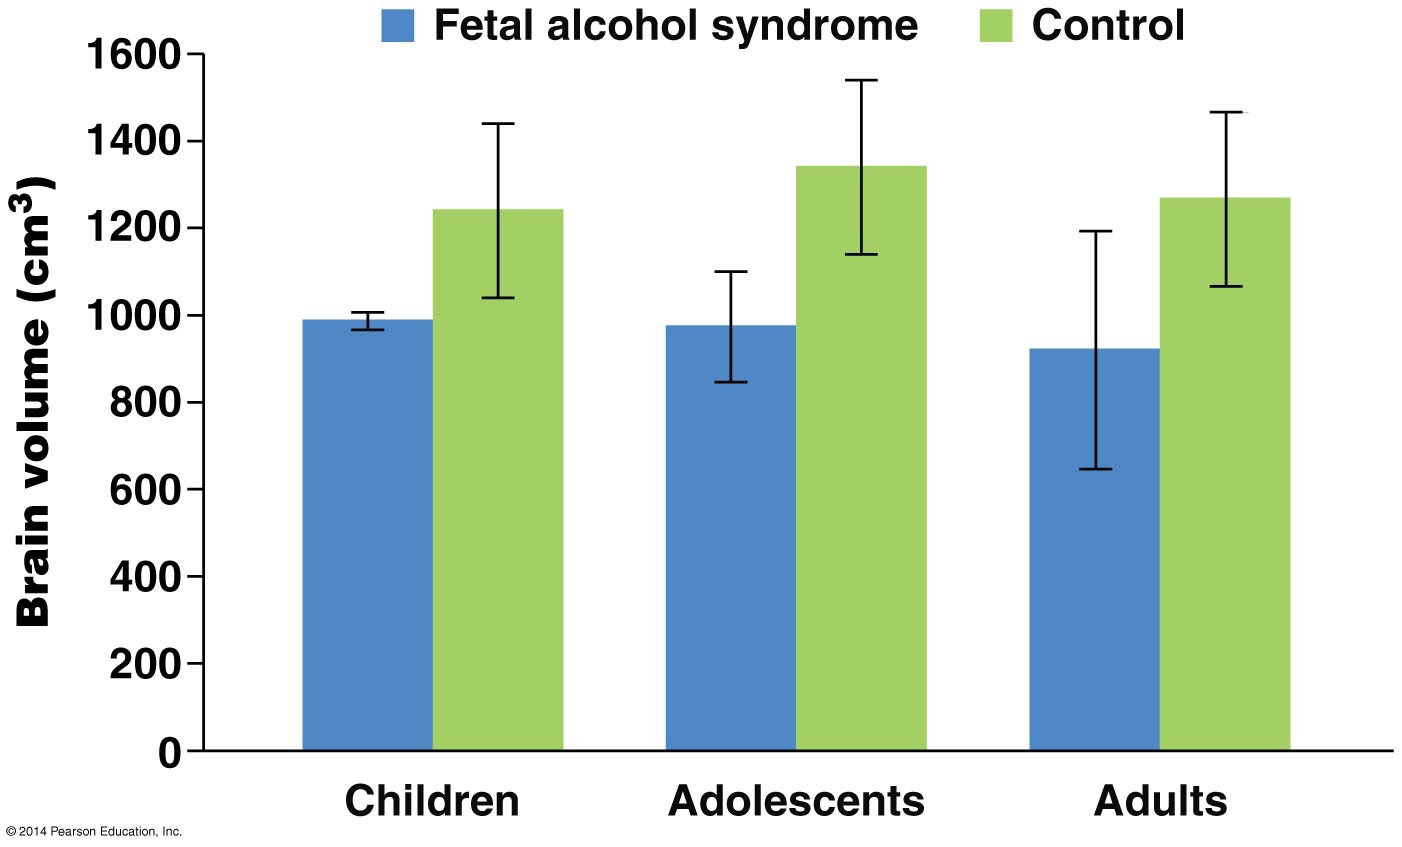 Fetal alcohol syndrome
Control
Brain volume (cm³)
1600
1400
1200
1000
800
600
400
200
0
Children
Adolescents
Adults
© 2014 Pearson Education, Inc.